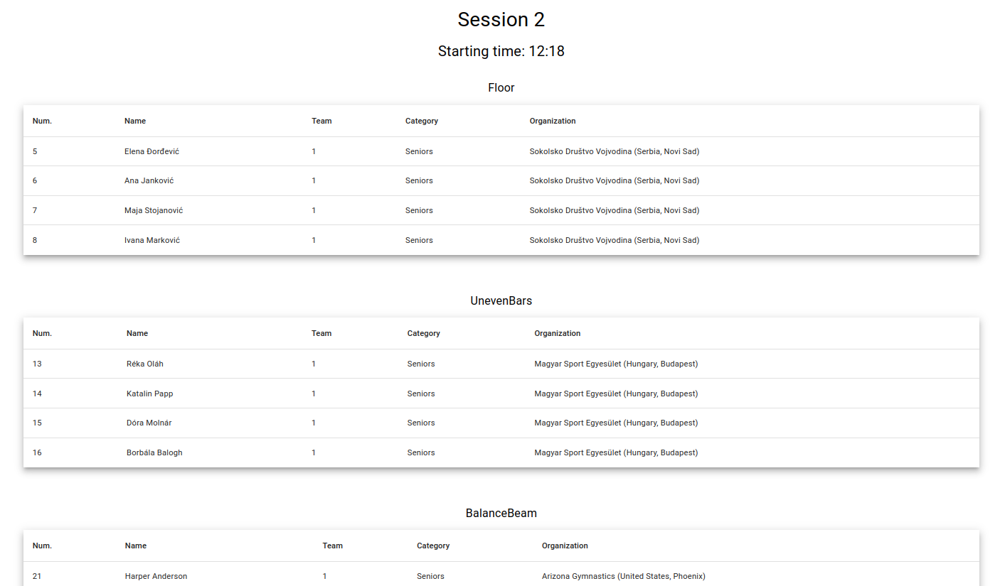 Session 2
Starting time: 12:18
Floor
Num. Name Team Category Organization
5 Elena Đorđević 1 Seniors Sokolsko Društvo Vojvodina (Serbia, Novi Sad)
6 Ana Janković 1 Seniors Sokolsko Društvo Vojvodina (Serbia, Novi Sad)
7 Maja Stojanović 1 Seniors Sokolsko Društvo Vojvodina (Serbia, Novi Sad)
8 Ivana Marković 1 Seniors Sokolsko Društvo Vojvodina (Serbia, Novi Sad)
UnevenBars
Num. Name Team Category Organization
13 Réka Oláh 1 Seniors Magyar Sport Egyesület (Hungary, Budapest)
14 Katalin Papp 1 Seniors Magyar Sport Egyesület (Hungary, Budapest)
15 Dóra Molnár 1 Seniors Magyar Sport Egyesület (Hungary, Budapest)
16 Borbála Balogh 1 Seniors Magyar Sport Egyesület (Hungary, Budapest)
BalanceBeam
Num. Name Team Category Organization
21 Harper Anderson 1 Seniors Arizona Gymnastics (United States, Phoenix)